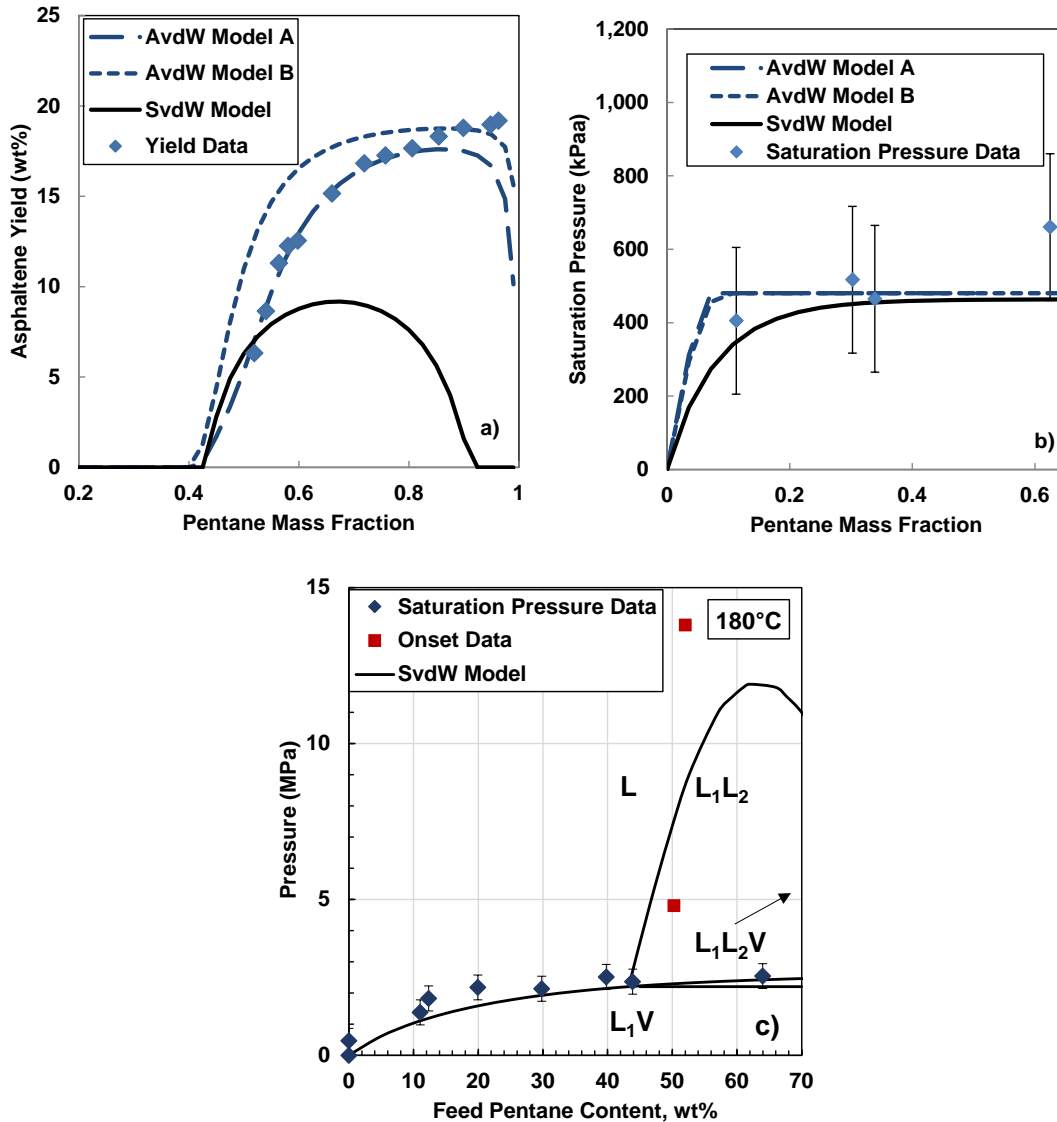 25
20
15
10
5
0
Asphaltene Yield (wt%)
AvdW Model A
AvdW Model B
SvdW Model
Yield Data
a)
0.2
0.4
0.6
0.8
1
Pentane Mass Fraction
1,200
1,000
800
600
400
200
0
Saturation Pressure (kPaa)
AvdW Model A
AvdW Model B
SvdW Model
Saturation Pressure Data
b)
0
0.2
0.4
0.6
Pentane Mass Fraction
15
10
5
0
Pressure (MPa)
Saturation Pressure Data
Onset Data
SvdW Model
180°C
L
L1L2
L1L2V
L1V
c)
0
10
20
30
40
50
60
70
Feed Pentane Content, wt%